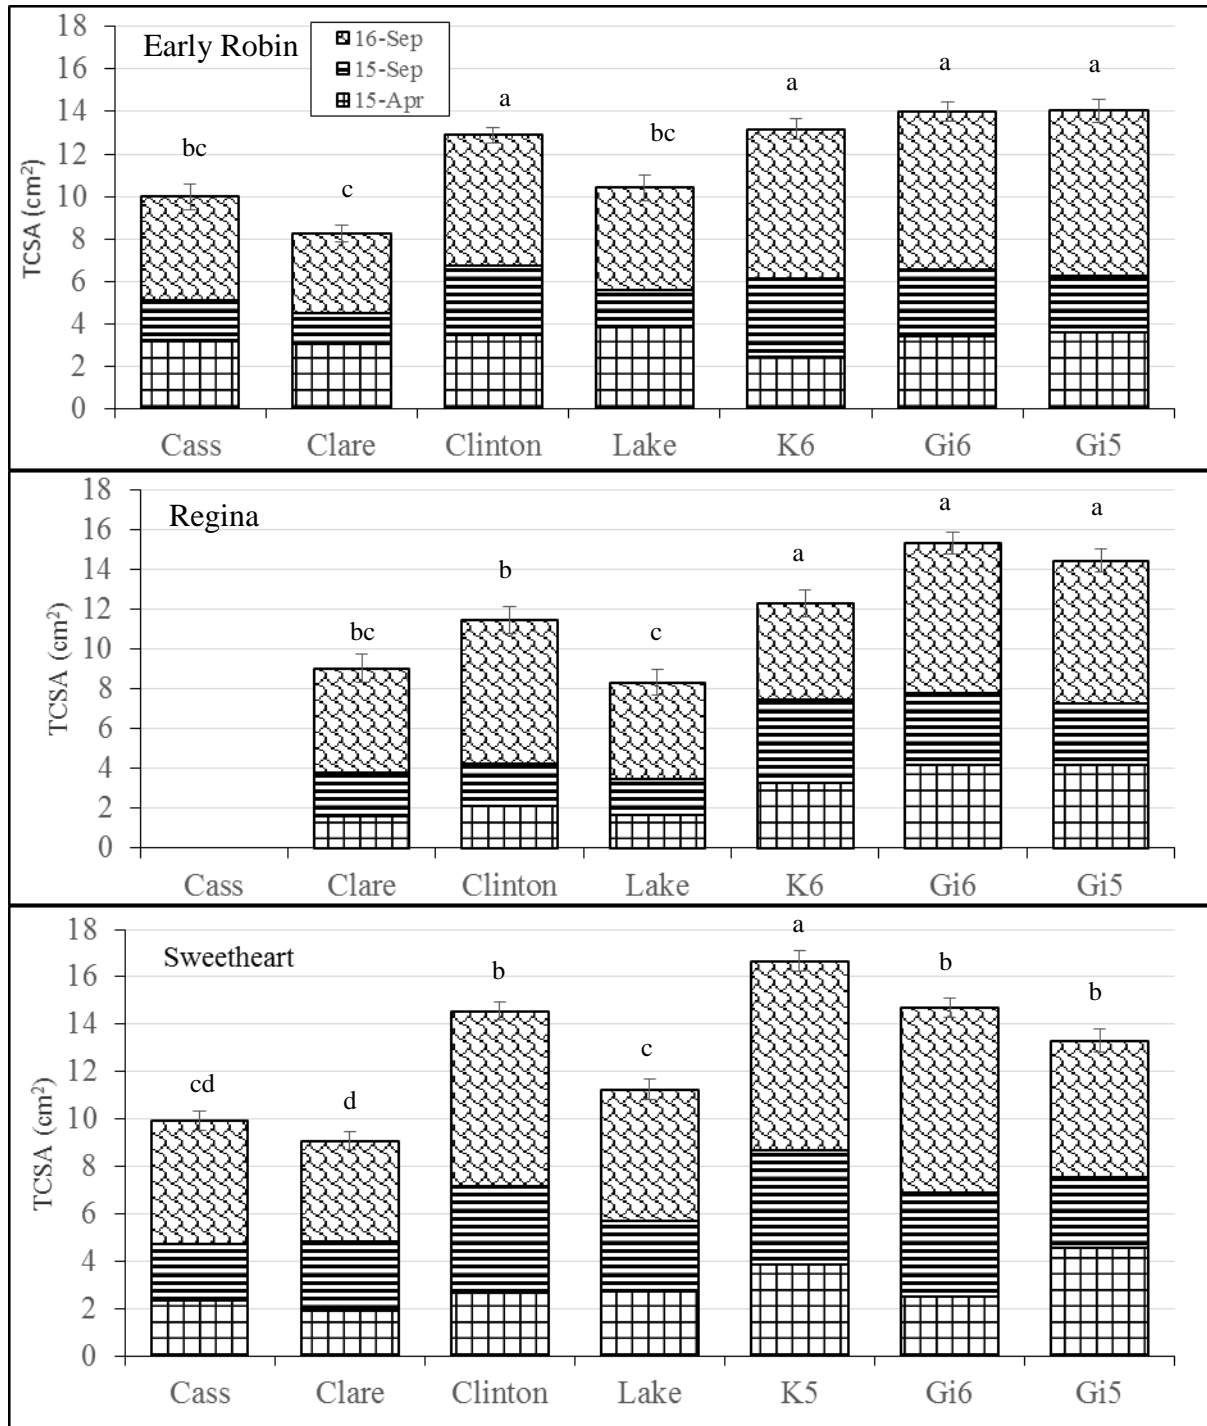 Early Robin
16-Sep
15-Sep
15-Apr
TCSA (cm²)
18
16
14
12
10
8
6
4
2
0
bc
c
a
bc
a
a
a
Cass Clare Clinton Lake K6 Gi6 Gi5
Regina
TCSA (cm²)
18
16
14
12
10
8
6
4
2
0
bc
b
c
a
a
a
Cass Clare Clinton Lake K6 Gi6 Gi5
Sweetheart
TCSA (cm²)
18
16
14
12
10
8
6
4
2
0
cd
d
b
c
a
b
b
Cass Clare Clinton Lake K5 Gi6 Gi5